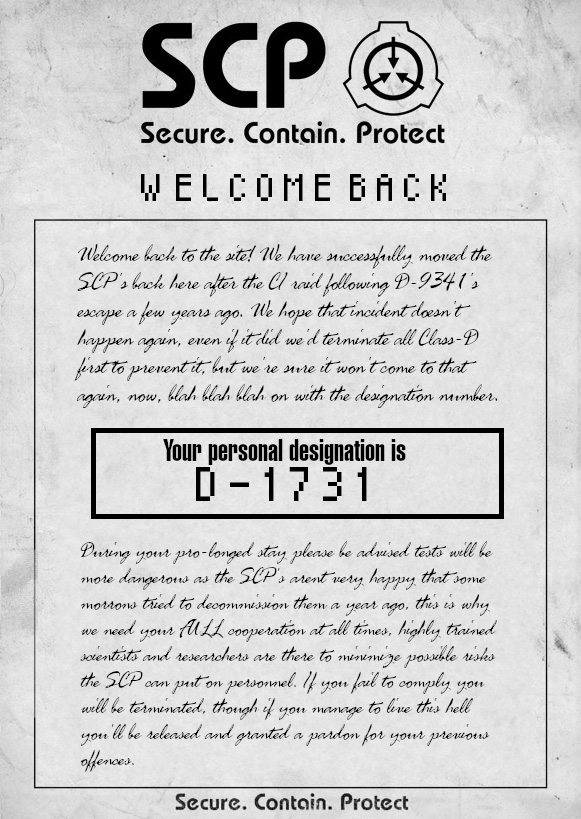 SCP
Secure. Contain. Protect
WELCOME BACK
Welcome back to the site! We have successfully moved the
SCP's back here after the CI raid following D-9341's
escape a few years ago. We hope that incident doesn't
happen again, even if it did we'd terminate all Class-D
first to prevent it, but we're sure it won't come to that
again, now, blah blah blah on with the designation number.
Your personal designation is
D-1731
During your pro-longed stay please be advised tests will be
more dangerous as the SCP's arent very happy that some
morrons tried to decommission them a year ago, this is why
we need your FULL cooperation at all times, highly trained
scientists and researchers are there to minimize possible risks
the SCP can put on personnel. If you fail to comply you
will be terminated, though if you manage to live this hell
you'll be released and granted a pardon for your previous
offences.
Secure. Contain. Protect